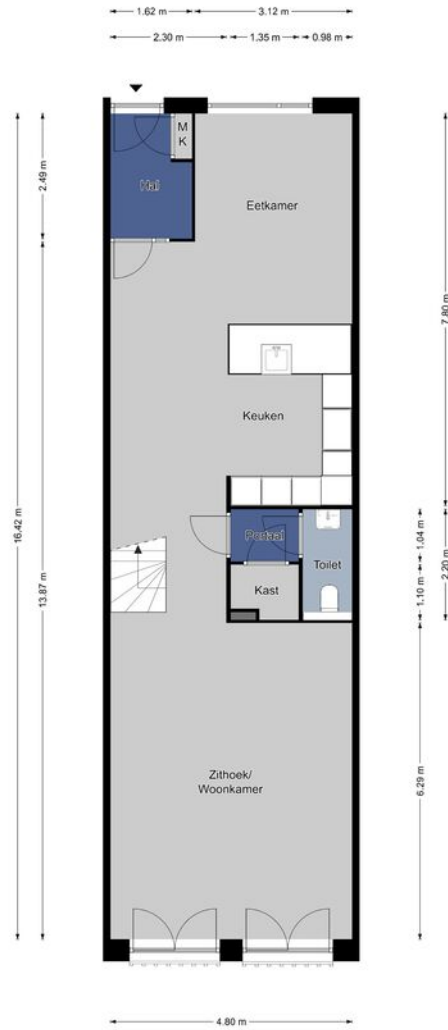 1.62 m
3.12 m
2.30 m
1.35 m
0.98 m
M
K
Hal
Eetkamer
2.49 m
7.80 m
Keuken
16.42 m
13.87 m
Portaal
Toilet
Kast
1.04 m
1.10 m
2.20 m
Zithoek/
Woonkamer
6.29 m
4.80 m